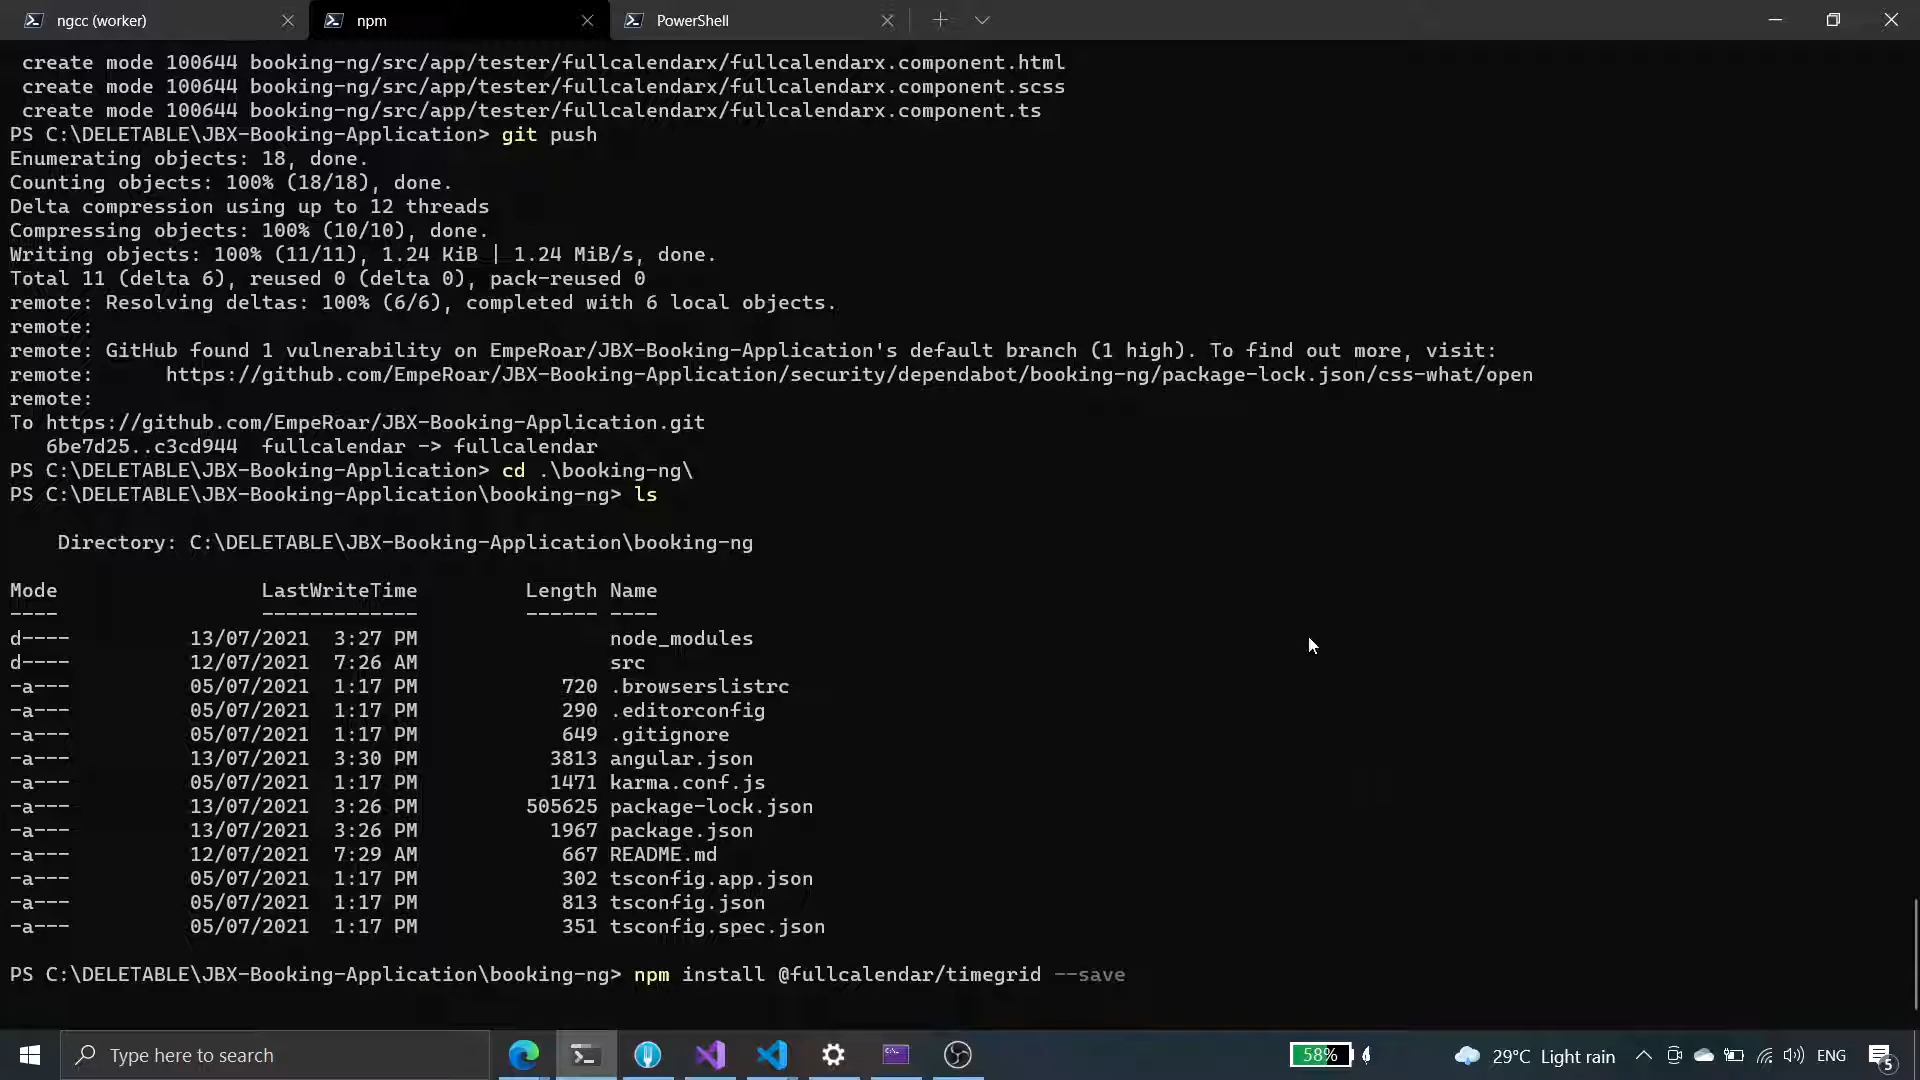 ngcc (worker)
npm
PowerShell
create mode 100644 booking-ng/src/app/tester/fullcalendarx/fullcalendarx.component.html
create mode 100644 booking-ng/src/app/tester/fullcalendarx/fullcalendarx.component.scss
create mode 100644 booking-ng/src/app/tester/fullcalendarx/fullcalendarx.component.ts
PS C:\DELETABLE\JBX-Booking-Application> git push
Enumerating objects: 18, done.
Counting objects: 100% (18/18), done.
Delta compression using up to 12 threads
Compressing objects: 100% (10/10), done.
Writing objects: 100% (11/11), 1.24 KiB | 1.24 MiB/s, done.
Total 11 (delta 6), reused 0 (delta 0), pack-reused 0
remote: Resolving deltas: 100% (6/6), completed with 6 local objects.
remote:
remote: GitHub found 1 vulnerability on EmpeRoar/JBX-Booking-Application's default branch (1 high). To find out more, visit:
remote:      https://github.com/EmpeRoar/JBX-Booking-Application/security/dependabot/booking-ng/package-lock.json/css-what/open
remote:
To https://github.com/EmpeRoar/JBX-Booking-Application.git
   6be7d25..c3cd944  fullcalendar -> fullcalendar
PS C:\DELETABLE\JBX-Booking-Application> cd .\booking-ng\
PS C:\DELETABLE\JBX-Booking-Application\booking-ng> ls
    Directory: C:\DELETABLE\JBX-Booking-Application\booking-ng
Mode                 LastWriteTime         Length Name
----                 -------------         ------ ----
d----          13/07/2021  3:27 PM                node_modules
d----          12/07/2021  7:26 AM                src
-a---          05/07/2021  1:17 PM            720 .browserslistrc
-a---          05/07/2021  1:17 PM            290 .editorconfig
-a---          05/07/2021  1:17 PM            649 .gitignore
-a---          13/07/2021  3:30 PM           3813 angular.json
-a---          05/07/2021  1:17 PM           1471 karma.conf.js
-a---          13/07/2021  3:26 PM         505625 package-lock.json
-a---          13/07/2021  3:26 PM           1967 package.json
-a---          12/07/2021  7:29 AM            667 README.md
-a---          05/07/2021  1:17 PM            302 tsconfig.app.json
-a---          05/07/2021  1:17 PM            813 tsconfig.json
-a---          05/07/2021  1:17 PM            351 tsconfig.spec.json
PS C:\DELETABLE\JBX-Booking-Application\booking-ng> npm install @fullcalendar/timegrid --save
Type here to search
58%
29°C Light rain
ENG
5